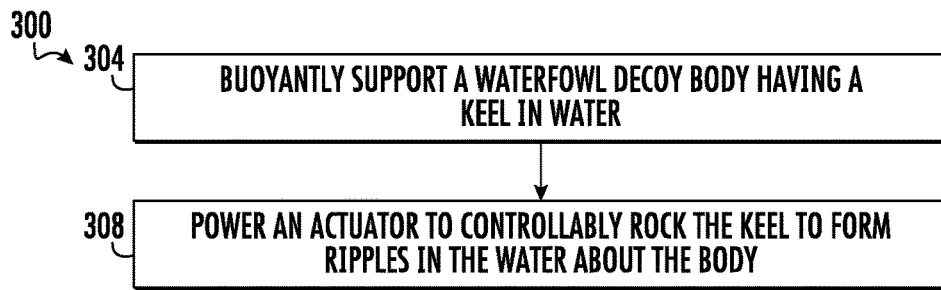 300
304
BUOYANTLY SUPPORT A WATERFOWL DECOY BODY HAVING A
KEEL IN WATER
308
POWER AN ACTUATOR TO CONTROLLABLY ROCK THE KEEL TO FORM
RIPPLES IN THE WATER ABOUT THE BODY